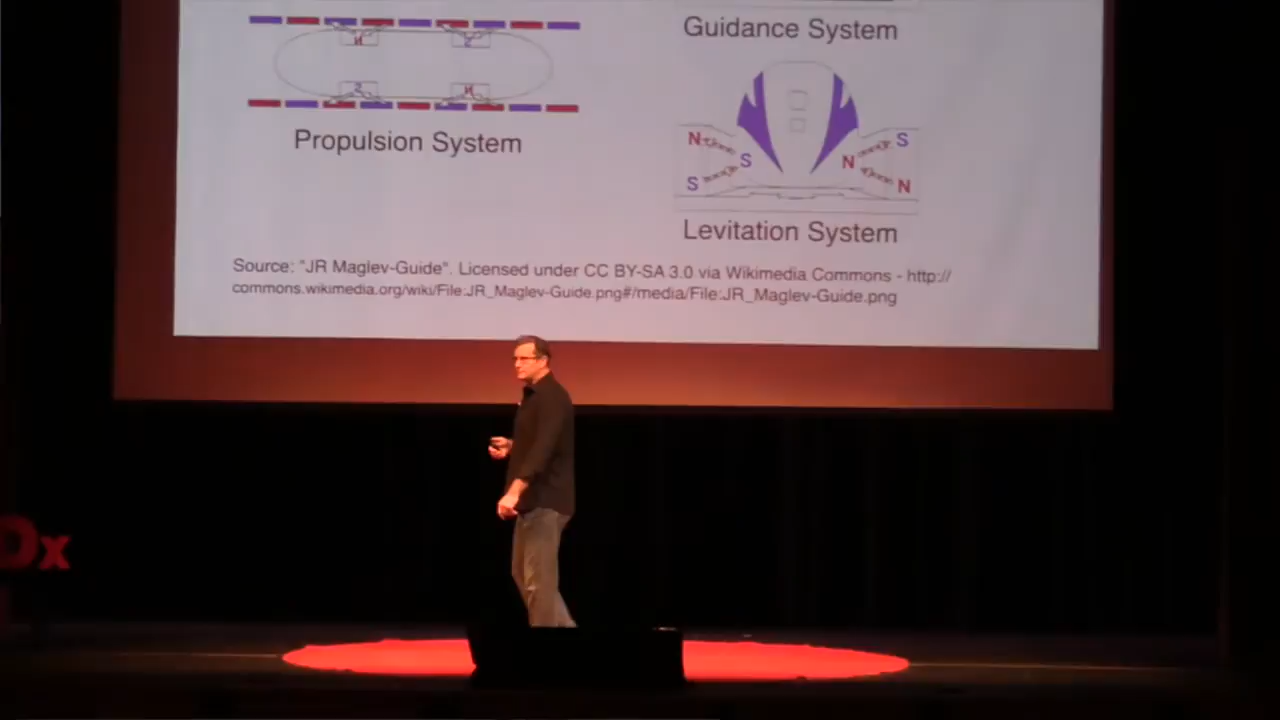 Guidance System
N
S
S
N
Propulsion System
N
S
S
N
S
N
Levitation System
Source: "JR Maglev-Guide". Licensed under CC BY-SA 3.0 via Wikimedia Commons - http://
commons.wikimedia.org/wiki/File:JR_Maglev-Guide.png#/media/File:JR_Maglev-Guide.png
Dx